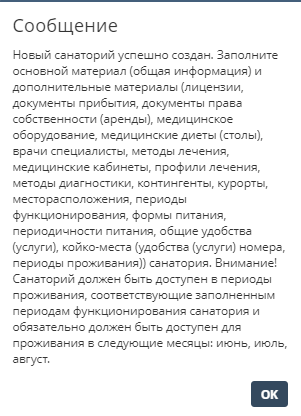 Сообщение
Новый санаторий успешно создан. Заполните
основной материал (общая информация) и
дополнительные материалы (лицензии,
документы прибытия, документы права
собственности (аренды), медицинское
оборудование, медицинские диеты (столы),
врачи специалисты, методы лечения,
медицинские кабинеты, профили лечения,
методы диагностики, контингенты, курорты,
месторасположения, периоды
функционирования, формы питания,
периодичности питания, общие удобства
(услуги), койко-места (удобства (услуги) номера,
периоды проживания)) санатория. Внимание!
Санаторий должен быть доступен в периоды
проживания, соответствующие заполненным
периодам функционирования санатория и
обязательно должен быть доступен для
проживания в следующие месяцы: июнь, июль,
август.
ОК